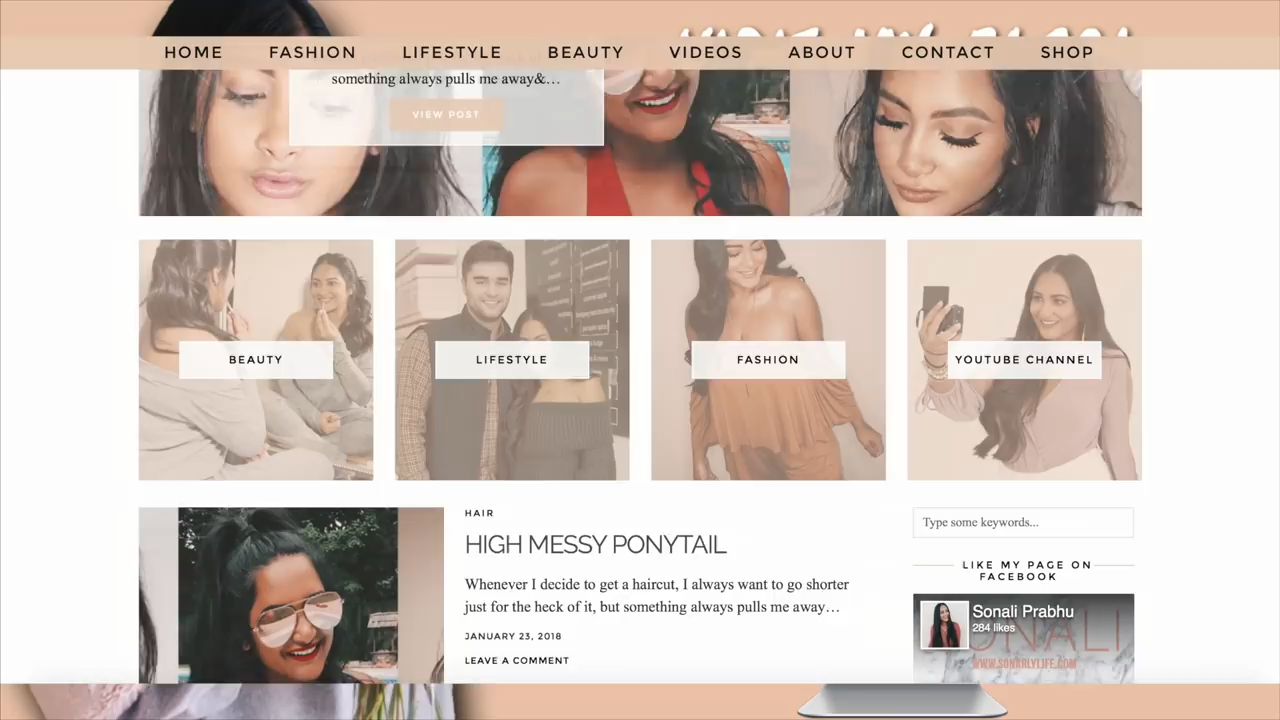 HOME FASHION LIFESTYLE BEAUTY VIDEOS ABOUT CONTACT SHOP
something always pulls me away&…
VIEW POST
BEAUTY
LIFESTYLE
FASHION
YOUTUBE CHANNEL
HAIR
HIGH MESSY PONYTAIL
Whenever I decide to get a haircut, I always want to go shorter
just for the heck of it, but something always pulls me away…
JANUARY 23, 2018
LEAVE A COMMENT
Type some keywords...
LIKE MY PAGE ON
FACEBOOK
Sonali Prabhu
284 likes
SONALI
WWW.SONARLYLIFE.COM